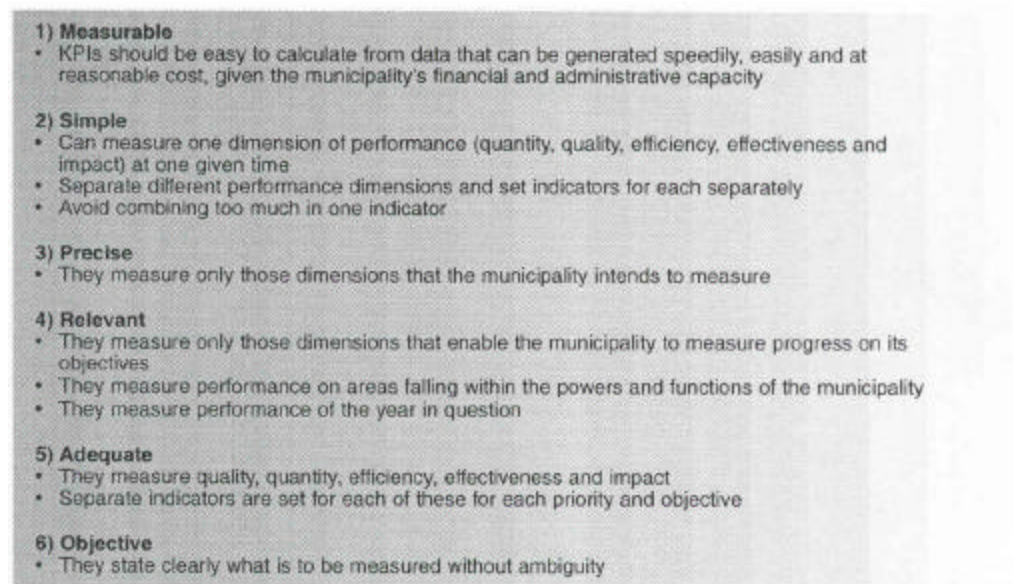 1) Measurable
• KPIs should be easy to calculate from data that can be generated speedily, easily and at
reasonable cost, given the municipality's financial and administrative capacity
2) Simple
• Can measure one dimension of performance (quantity, quality, efficiency, effectiveness and
impact) at one given time
• Separate different performance dimensions and set indicators for each separately
• Avoid combining too much in one indicator
3) Precise
• They measure only those dimensions that the municipality intends to measure
4) Relevant
• They measure only those dimensions that enable the municipality to measure progress on its
objectives
• They measure performance on areas falling within the powers and functions of the municipality
• They measure performance of the year in question
5) Adequate
• They measure quality, quantity, efficiency, effectiveness and impact
• Separate indicators are set for each of these for each priority and objective
6) Objective
• They state clearly what is to be measured without ambiguity